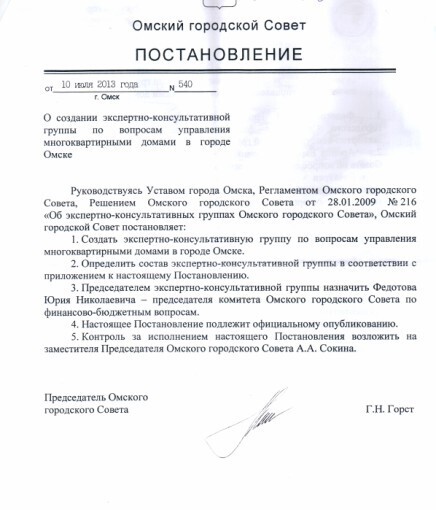 Омский городской Совет
ПОСТАНОВЛЕНИЕ
от 10 июля 2013 года N 540
г. Омск
О создании экспертно-консультативной
группы по вопросам управления
многоквартирными домами в городе
Омске
Руководствуясь Уставом города Омска, Регламентом Омского городского
Совета, Решением Омского городского Совета от 28.01.2009 № 216
«Об экспертно-консультативных группах Омского городского Совета», Омский
городской Совет постановляет:
1. Создать экспертно-консультативную группу по вопросам управления
многоквартирными домами в городе Омске.
2. Определить состав экспертно-консультативной группы в соответствии с
приложением к настоящему Постановлению.
3. Председателем экспертно-консультативной группы назначить Федотова
Юрия Николаевича – председателя комитета Омского городского Совета по
финансово-бюджетным вопросам.
4. Настоящее Постановление подлежит официальному опубликованию.
5. Контроль за исполнением настоящего Постановления возложить на
заместителя Председателя Омского городского Совета А.А. Сокина.
Председатель Омского
городского Совета Г.Н. Горст